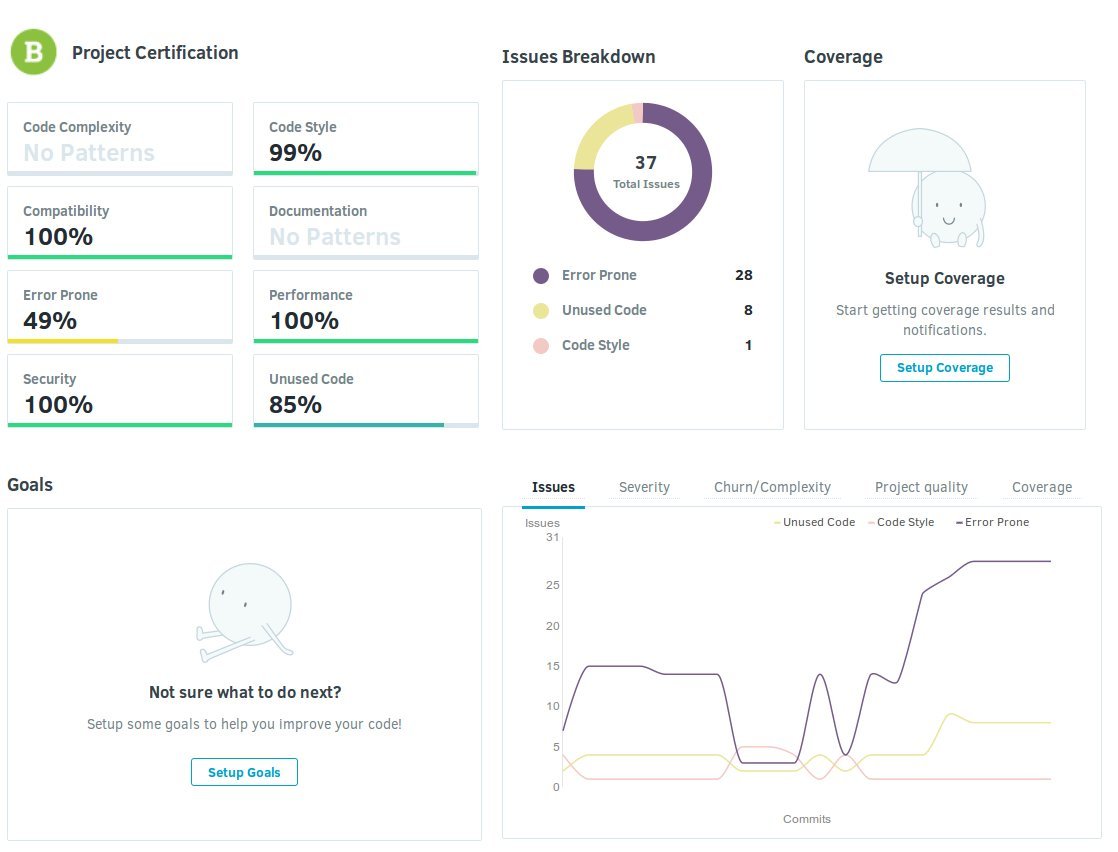 B
Project Certification
Code Complexity
No Patterns
Code Style
99%
Compatibility
100%
Documentation
No Patterns
Error Prone
49%
Performance
100%
Security
100%
Unused Code
85%
Issues Breakdown
37
Total Issues
Error Prone 28
Unused Code 8
Code Style 1
Coverage
Setup Coverage
Start getting coverage results and
notifications.
Setup Coverage
Goals
Not sure what to do next?
Setup some goals to help you improve your code!
Setup Goals
Issues Severity Churn/Complexity Project quality Coverage
Issues
Unused Code Code Style Error Prone
31
25
20
15
10
5
0
Commits